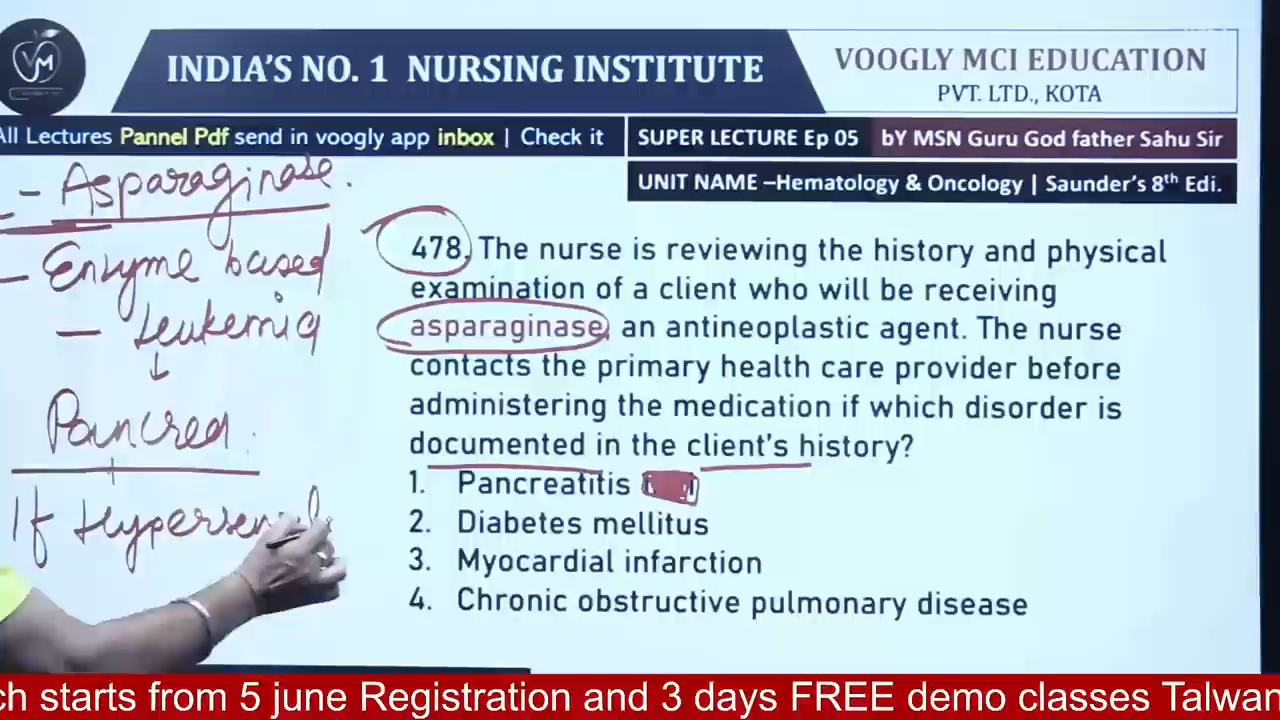 VM
INDIA'S NO. 1 NURSING INSTITUTE
VOOGLY MCI EDUCATION
PVT. LTD., KOTA
All Lectures Pannel Pdf send in voogly app inbox | Check it
SUPER LECTURE Ep 05 bY MSN Guru God father Sahu Sir
UNIT NAME –Hematology & Oncology | Saunder's 8th Edi.
- Asparaginase.
- Enzyme based
- Leukemia
↓
Pancrea
If
478. The nurse is reviewing the history and physical
examination of a client who will be receiving
asparaginase, an antineoplastic agent. The nurse
contacts the primary health care provider before
administering the medication if which disorder is
documented in the client's history?
1. Pancreatitis
2. Diabetes mellitus
3. Myocardial infarction
4. Chronic obstructive pulmonary disease
ch starts from 5 june Registration and 3 days FREE demo classes Talwan